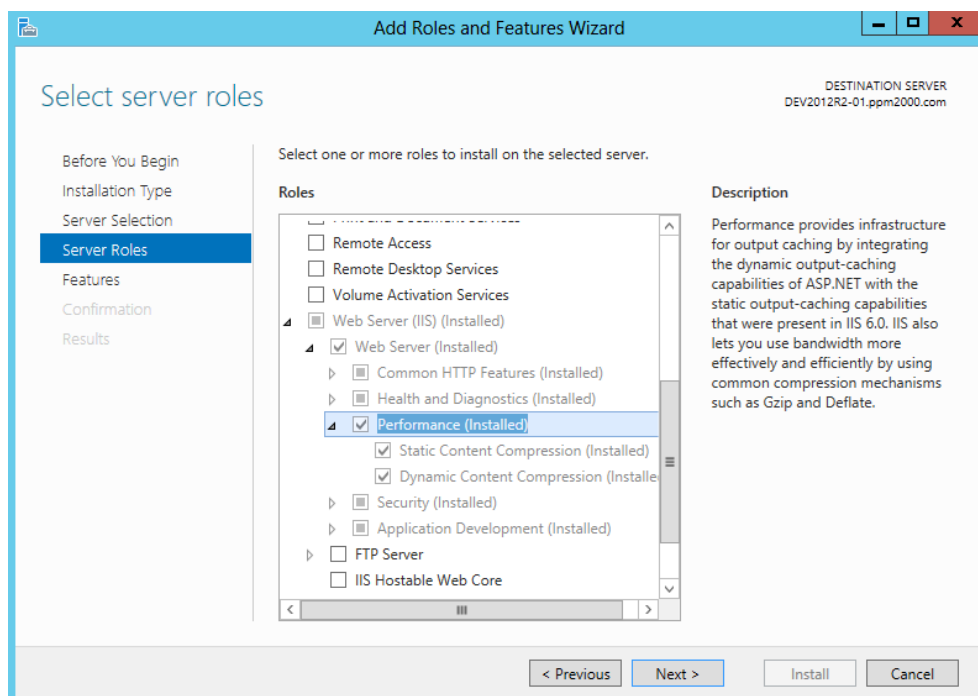 Add Roles and Features Wizard
Select server roles
DESTINATION SERVER
DEV2012R2-01.ppm2000.com
Before You Begin
Installation Type
Server Selection
Server Roles
Features
Confirmation
Results
Select one or more roles to install on the selected server.
Roles
Print and Document Services
Remote Access
Remote Desktop Services
Volume Activation Services
Web Server (IIS) (Installed)
Web Server (Installed)
Common HTTP Features (Installed)
Health and Diagnostics (Installed)
Performance (Installed)
Static Content Compression (Installed)
Dynamic Content Compression (Installe
Security (Installed)
Application Development (Installed)
FTP Server
IIS Hostable Web Core
Description
Performance provides infrastructure
for output caching by integrating
the dynamic output-caching
capabilities of ASP.NET with the
static output-caching capabilities
that were present in IIS 6.0. IIS also
lets you use bandwidth more
effectively and efficiently by using
common compression mechanisms
such as Gzip and Deflate.
< Previous
Next >
Install
Cancel